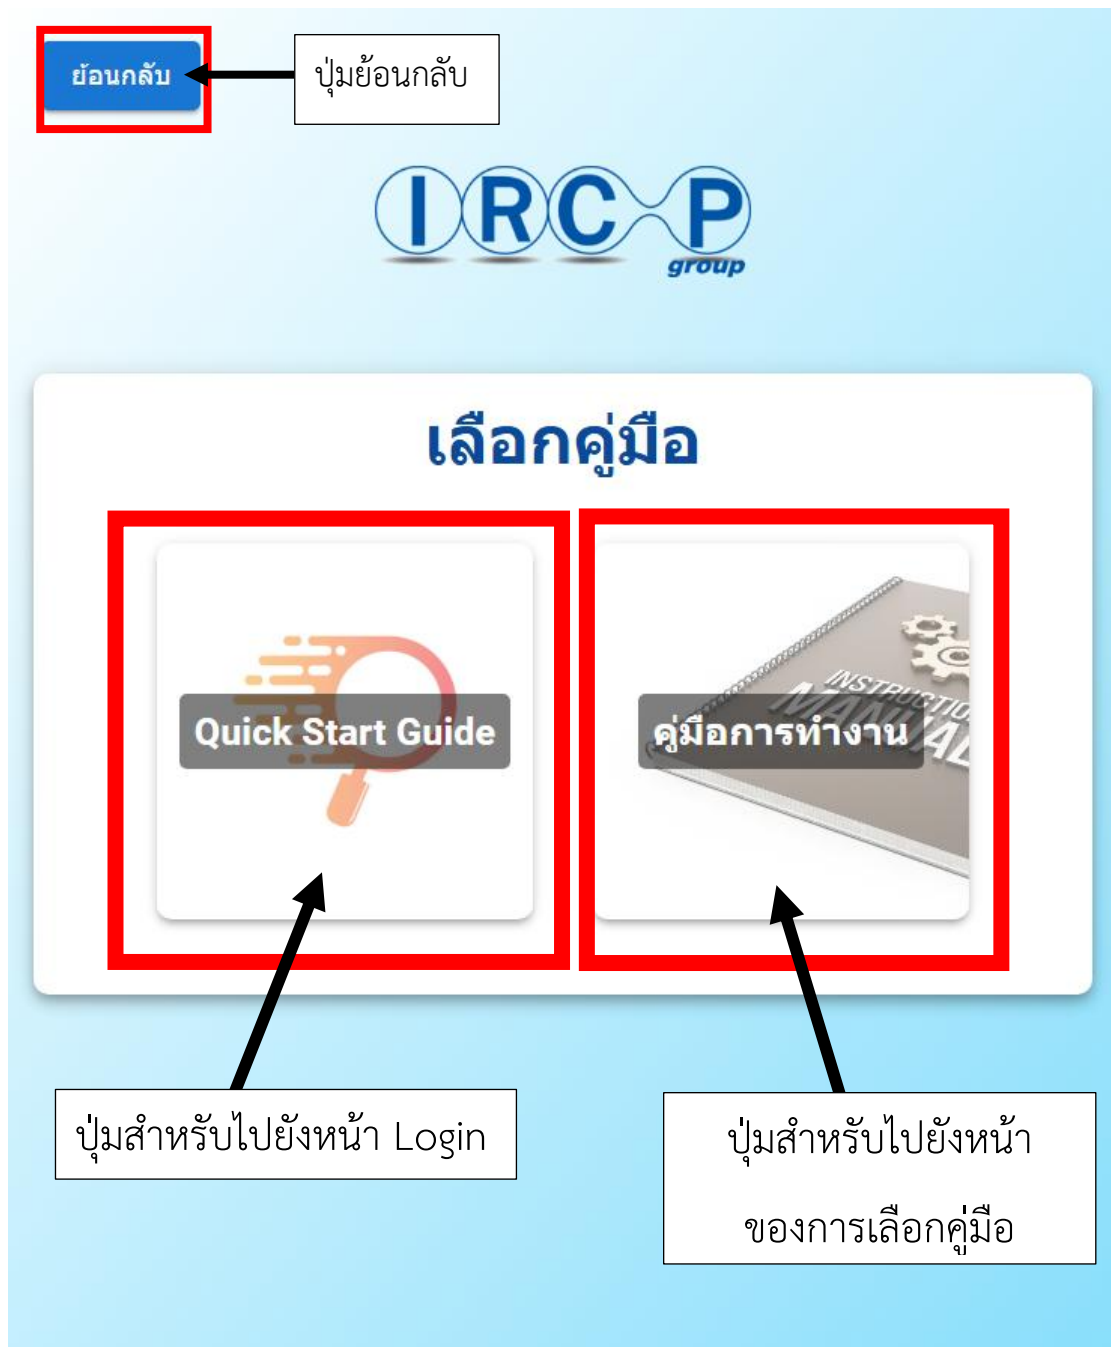 ย้อนกลับ
ปุ่มย้อนกลับ
IRCP
group
เลือกคู่มือ
Quick Start Guide
INSTRUCTION
MANUAL
คู่มือการทำงาน
ปุ่มสำหรับไปยังหน้า Login
ปุ่มสำหรับไปยังหน้า
ของการเลือกคู่มือ